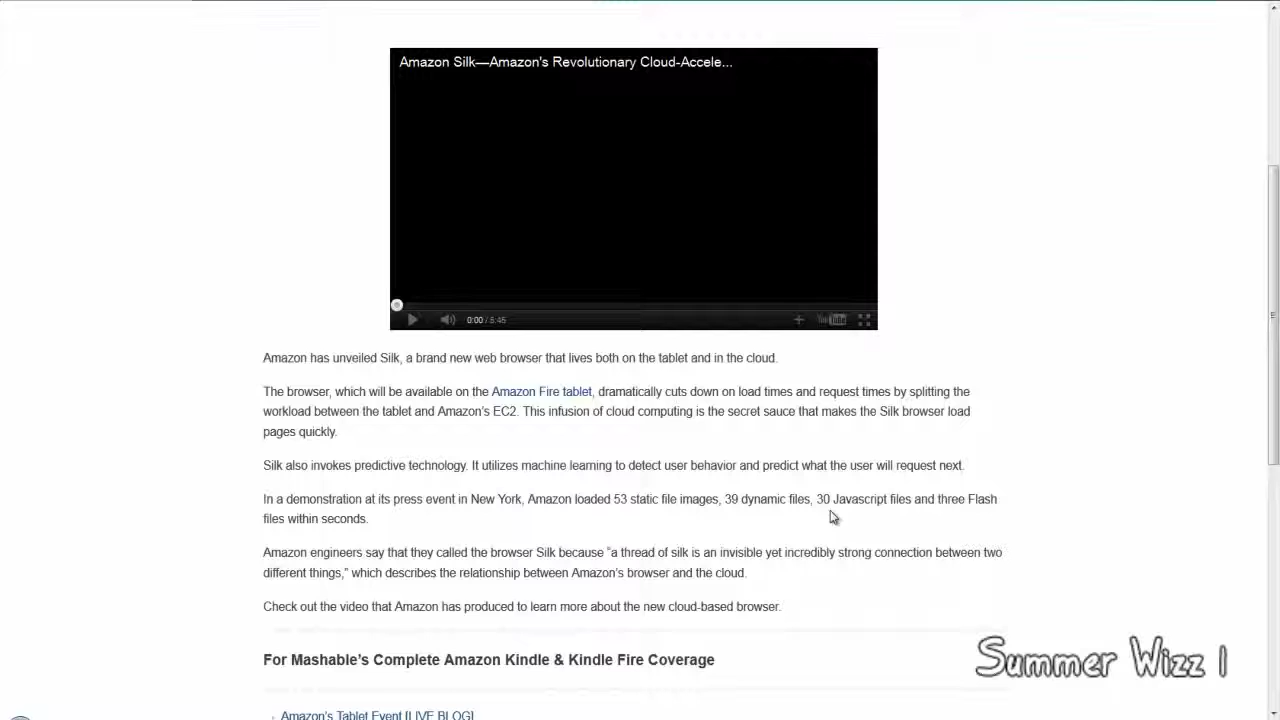 Amazon Silk—Amazon's Revolutionary Cloud-Accele...
0:00 / 5:45
YouTube
Amazon has unveiled Silk, a brand new web browser that lives both on the tablet and in the cloud.
The browser, which will be available on the Amazon Fire tablet, dramatically cuts down on load times and request times by splitting the
workload between the tablet and Amazon's EC2. This infusion of cloud computing is the secret sauce that makes the Silk browser load
pages quickly.
Silk also invokes predictive technology. It utilizes machine learning to detect user behavior and predict what the user will request next.
In a demonstration at its press event in New York, Amazon loaded 53 static file images, 39 dynamic files, 30 Javascript files and three Flash
files within seconds.
Amazon engineers say that they called the browser Silk because “a thread of silk is an invisible yet incredibly strong connection between two
different things,” which describes the relationship between Amazon's browser and the cloud.
Check out the video that Amazon has produced to learn more about the new cloud-based browser.
For Mashable's Complete Amazon Kindle & Kindle Fire Coverage
Summer Wizz 1
Amazon's Tablet Event [LIVE BLOG]